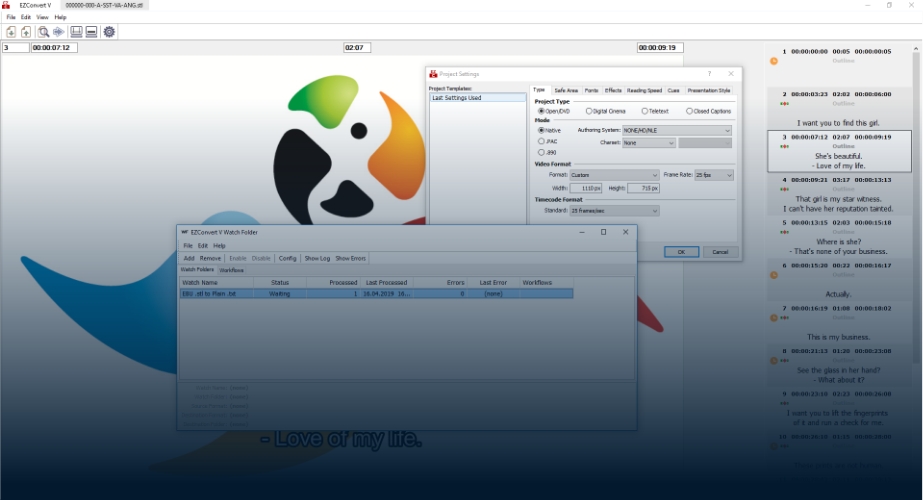 EZConvert V
000000-000-A-SST-VA-ANG.stl
File Edit View Help
3 00:00:07:12 02:07 00:00:09:19
Project Settings
Project Templates:
Last Settings Used
Type Safe Area Fonts Effects Reading Speed Cues Presentation Style
Project Type
Open/DVD Digital Cinema Teletext Closed Captions
Mode
Native Authoring System: NONE/HD/NLE
.PAC Charset: None
.890
Video Format
Format: Custom Frame Rate: 25 fps
Width: 1110 px Height: 715 px
Timecode Format
Standard: 25 frames/sec
OK Cancel
EZConvert V Watch Folder
File Edit Help
Add Remove Enable Disable Config Show Log Show Errors
Watch Folders Workflows
Watch Name Status Processed Last Processed Errors Last Error Workflows
EBU .stl to Plain .txt Waiting 1 16.04.2019 16... 0 (none)
- Love of my life.
1 00:00:00:00 00:05 00:00:00:05
Outline
2 00:00:03:23 02:02 00:00:06:00
Outline
I want you to find this girl.
3 00:00:07:12 02:07 00:00:09:19
Outline
She's beautiful.
- Love of my life.
4 00:00:09:21 03:17 00:00:13:13
Outline
That girl is my star witness.
I can't have her reputation tanted.
5 00:00:13:15 02:03 00:00:15:18
Outline
Where is she?
- That's none of your business.
6 00:00:15:20 00:22 00:00:16:17
Outline
Actually.
7 00:00:16:19 01:08 00:00:18:02
Outline
This is my business.
8 00:00:21:13 01:20 00:00:23:08
Outline
See the glass in her hand?
- What about it?
9 00:00:23:10 02:23 00:00:26:08
Outline
I want you to lift the fingerprints
of it and run a check for me.